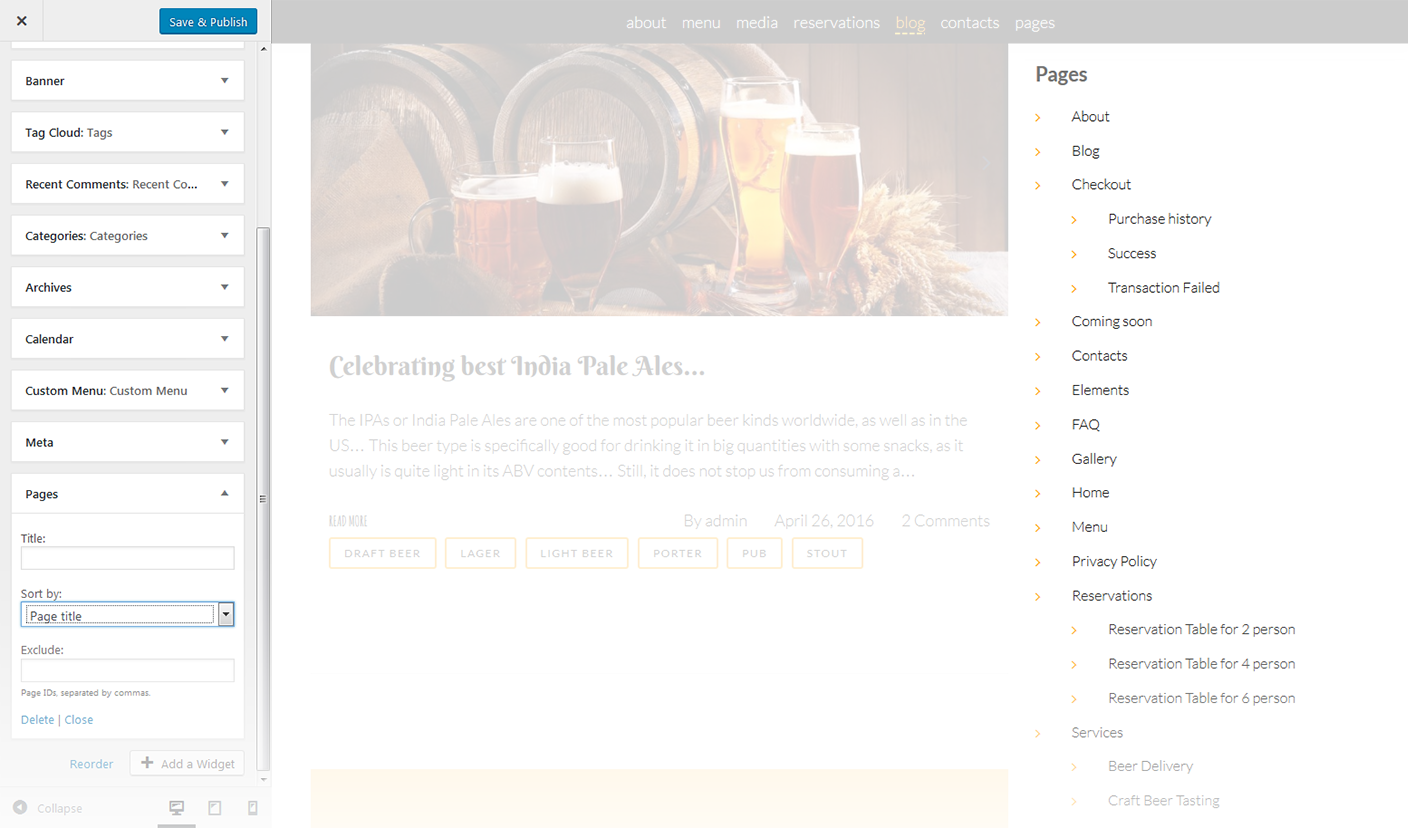 Save & Publish
Banner
Tag Cloud: Tags
Recent Comments: Recent Co...
Categories: Categories
Archives
Calendar
Custom Menu: Custom Menu
Meta
Pages
Title:
Sort by:
Page title
Exclude:
Page IDs, separated by commas.
Delete | Close
Reorder
Add a Widget
Collapse
about menu media reservations blog contacts pages
Celebrating best India Pale Ales...
The IPAs or India Pale Ales are one of the most popular beer kinds worldwide, as well as in the
US... This beer type is specifically good for drinking it in big quantities with some snacks, as it
usually is quite light in its ABV contents... Still, it does not stop us from consuming a...
READ MORE By admin April 26, 2016 2 Comments
DRAFT BEER LAGER LIGHT BEER PORTER PUB STOUT
Pages
About
Blog
Checkout
Purchase history
Success
Transaction Failed
Coming soon
Contacts
Elements
FAQ
Gallery
Home
Menu
Privacy Policy
Reservations
Reservation Table for 2 person
Reservation Table for 4 person
Reservation Table for 6 person
Services
Beer Delivery
Craft Beer Tasting